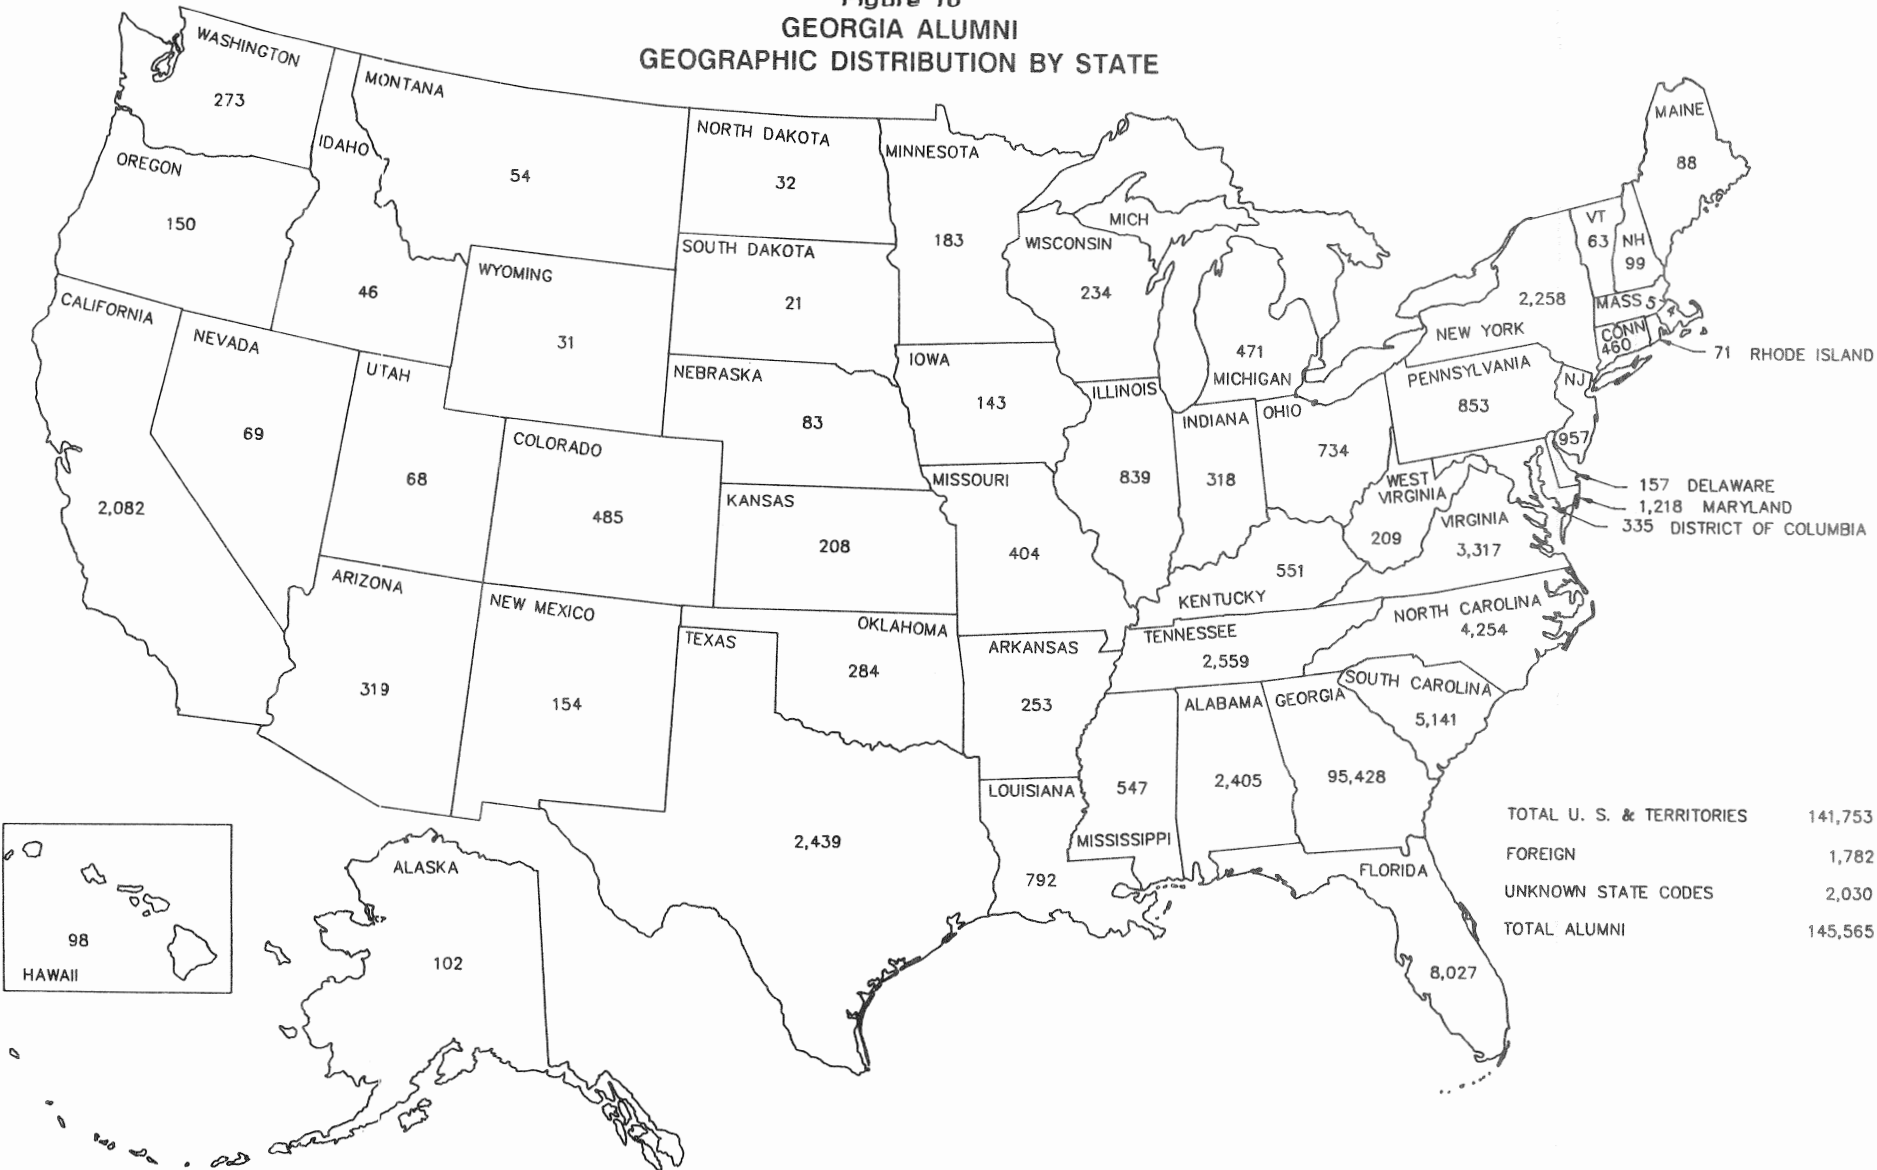 GEORGIA ALUMNI
GEOGRAPHIC DISTRIBUTION BY STATE
WASHINGTON
273
OREGON
150
CALIFORNIA
2,082
IDAHO
46
NEVADA
69
MONTANA
54
WYOMING
31
UTAH
68
COLORADO
485
ARIZONA
319
NEW MEXICO
154
NORTH DAKOTA
32
SOUTH DAKOTA
21
NEBRASKA
83
KANSAS
208
OKLAHOMA
284
TEXAS
2,439
MINNESOTA
183
IOWA
143
MISSOURI
404
ARKANSAS
253
LOUISIANA
792
WISCONSIN
234
MICH
471
MICHIGAN
ILLINOIS
839
INDIANA
318
OHIO
734
551
KENTUCKY
TENNESSEE
2,559
547
MISSISSIPPI
ALABAMA
2,405
GEORGIA
95,428
FLORIDA
8,027
SOUTH CAROLINA
5,141
NORTH CAROLINA
4,254
VIRGINIA
3,317
WEST
VIRGINIA
209
PENNSYLVANIA
853
2,258
NEW YORK
NJ
957
MAINE
88
VT
63
NH
99
MASS
CONN
460
71 RHODE ISLAND
157 DELAWARE
1,218 MARYLAND
335 DISTRICT OF COLUMBIA
98
HAWAII
ALASKA
102
TOTAL U. S. & TERRITORIES 141,753
FOREIGN 1,782
UNKNOWN STATE CODES 2,030
TOTAL ALUMNI 145,565